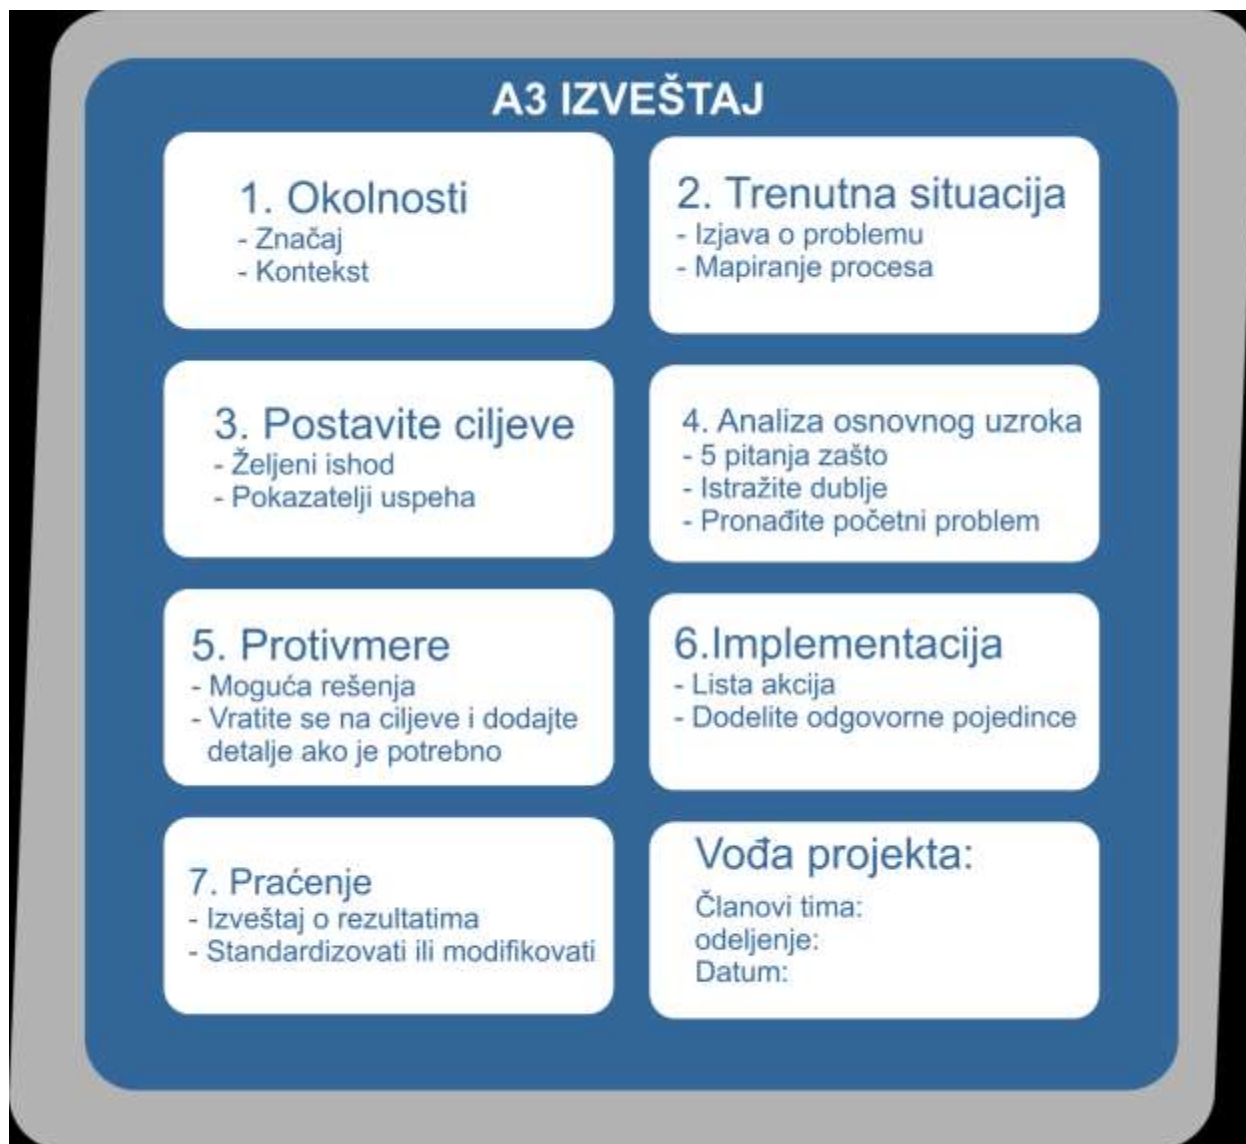 A3 IZVEŠTAJ
1. Okolnosti
- Značaj
- Kontekst
2. Trenutna situacija
- Izjava o problemu
- Mapiranje procesa
3. Postavite ciljeve
- Željeni ishod
- Pokazatelji uspeha
4. Analiza osnovnog uzroka
- 5 pitanja zašto
- Istražite dublje
- Pronađite početni problem
5. Protivmere
- Moguća rešenja
- Vratite se na ciljeve i dodajte
detalje ako je potrebno
6.Implementacija
- Lista akcija
- Dodelite odgovorne pojedince
7. Praćenje
- Izveštaj o rezultatima
- Standardizovati ili modifikovati
Vođa projekta:
Članovi tima:
odeljenje:
Datum: